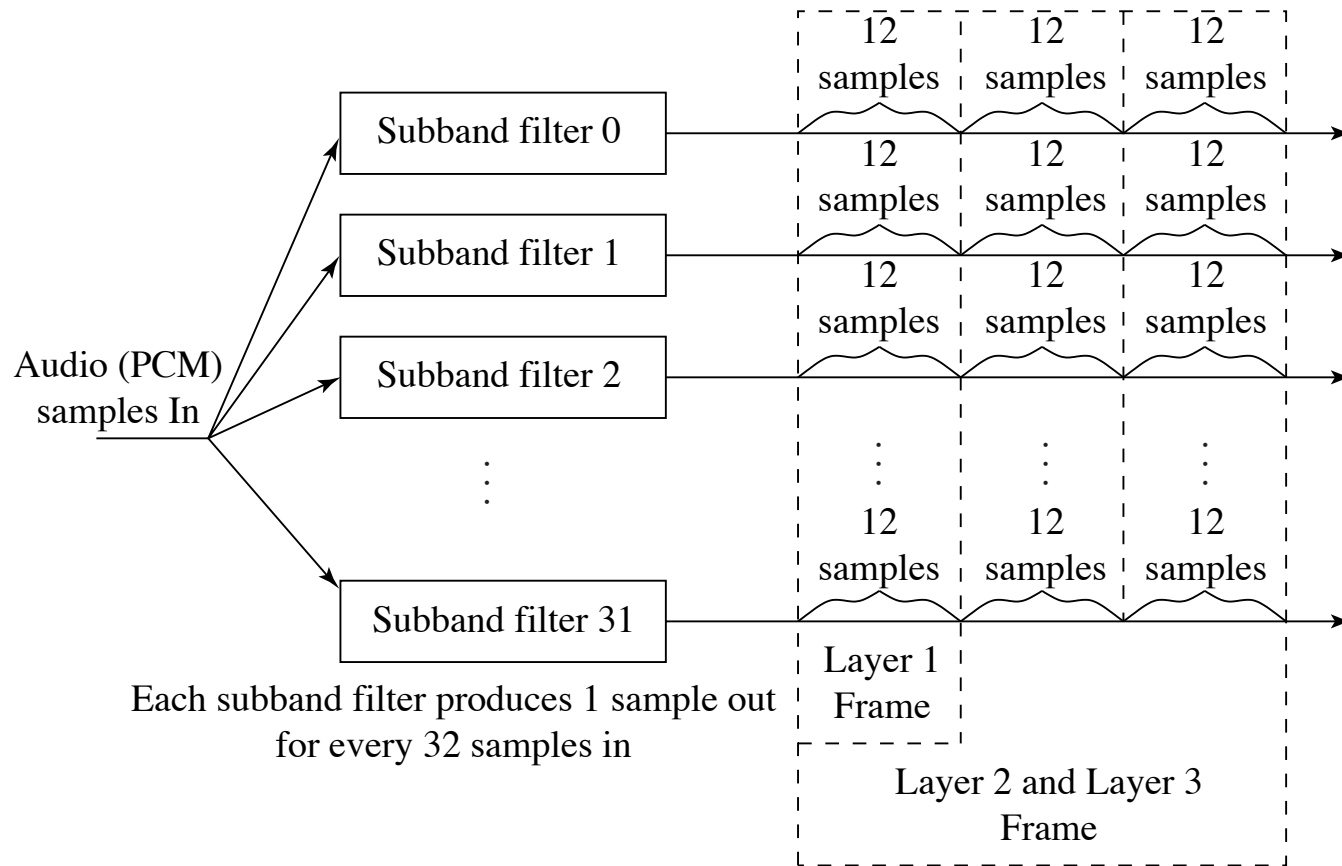 12 12 12
samples samples samples
Subband filter 0
12 12 12
samples samples samples
Subband filter 1
12 12 12
samples samples samples
Audio (PCM)
samples In
Subband filter 2
12 12 12
samples samples samples
Subband filter 31
Each subband filter produces 1 sample out
for every 32 samples in
Layer 1
Frame
Layer 2 and Layer 3
Frame